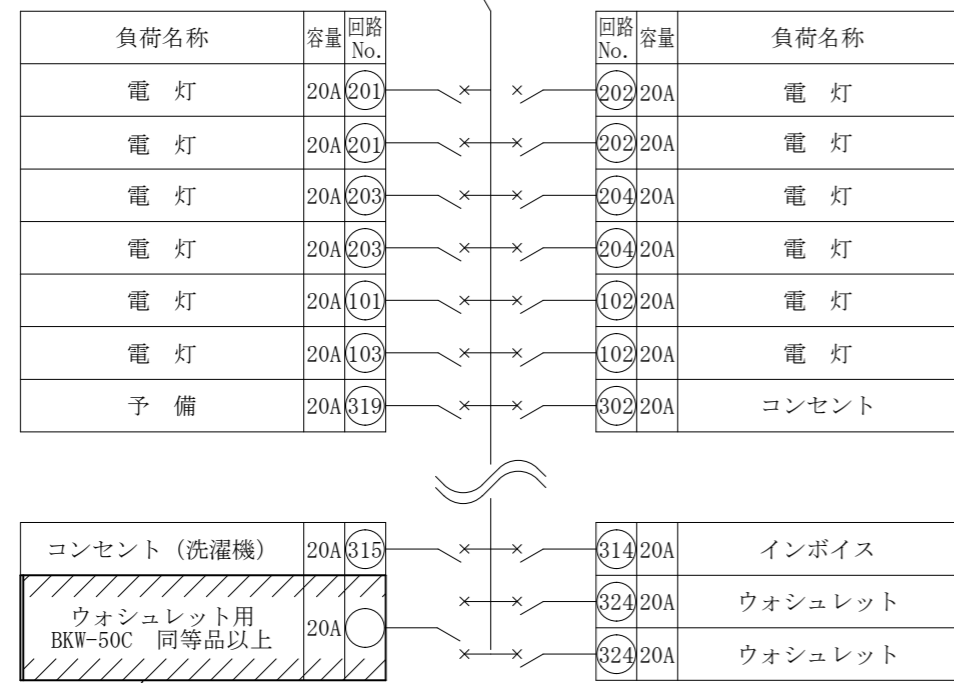 負荷名称 容量 回路No. 回路No. 容量 負荷名称
電 灯 20A 201 202 20A 電 灯
電 灯 20A 201 202 20A 電 灯
電 灯 20A 203 204 20A 電 灯
電 灯 20A 203 204 20A 電 灯
電 灯 20A 101 102 20A 電 灯
電 灯 20A 103 102 20A 電 灯
予 備 20A 319 302 20A コンセント
コンセント (洗濯機) 20A 315 314 20A インボイス
ウォシュレット用
BKW-50C 同等品以上
20A
324 20A ウォシュレット
324 20A ウォシュレット